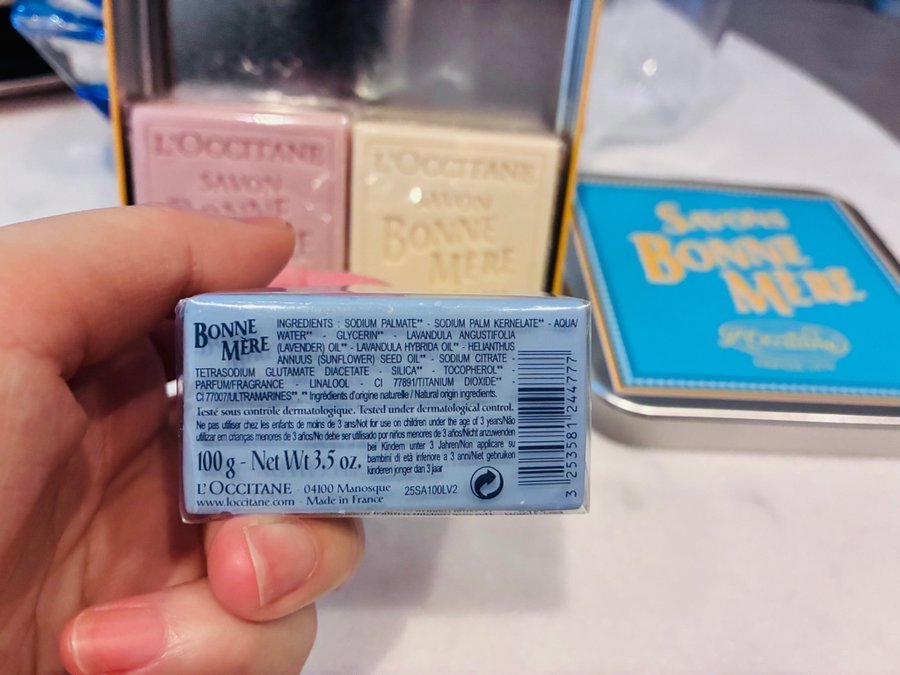 L'OCCITANE
SAVON
BONNE
L'OCCITANE
SAVON
BONNE
MÈRE
SAVONS
BONNE
MÈRE
L'Occitane
BONNE
MÈRE
INGREDIENTS : SODIUM PALMATE** - SODIUM PALM KERNELATE** - AQUA/
WATER** - GLYCERIN** - LAVANDULA ANGUSTIFOLIA
(LAVENDER) OIL** - LAVANDULA HYBRIDA OIL** - HELIANTHUS
ANNUUS (SUNFLOWER) SEED OIL** - SODIUM CITRATE -
TETRASODIUM GLUTAMATE DIACETATE - SILICA** - TOCOPHEROL** -
PARFUM/FRAGRANCE - LINALOOL - CI 77891/TITANIUM DIOXIDE** -
CI 77007/ULTRAMARINES** ** Ingrédients d'origine naturelle / Natural origin ingredients.
Testé sous contrôle dermatologique. Tested under dermatological control.
Ne pas utiliser chez les enfants de moins de 3 ans/Not for use on children under the age of 3 years/Não
utilizar em crianças menores de 3 años/No debe ser utilizado por niños menores de 3 años/Nicht anzuwenden
bei Kindern unter 3 Jahren/Non applicare su
bambini di età inferiore a 3 anni/Niet gebruiken
kinderen jonger dan 3 jaar
100 g - Net Wt 3.5 oz.
L'OCCITANE - 04100 Manosque 25SA100LV2
www.loccitane.com - Made in France
3 253581 244777